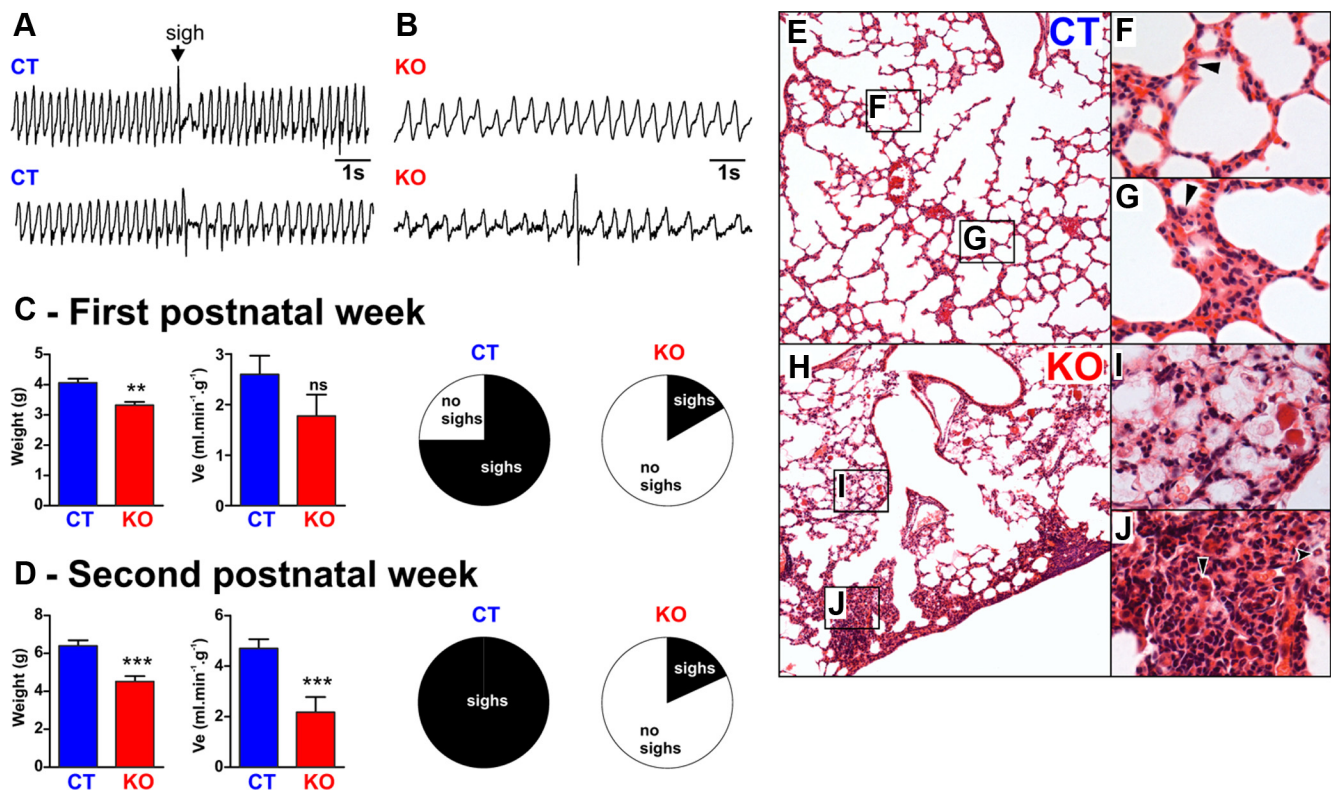 A
B
sigh
CT
KO
1s
1s
CT
KO
C - First postnatal week
Weight (g)
5
4
3
2
1
0
**
CT
KO
Ve (ml.min⁻¹.g⁻¹)
3
2
1
0
ns
CT
KO
CT
no
sighs
sighs
KO
sighs
no
sighs
D - Second postnatal week
Weight (g)
8
6
4
2
0
***
CT
KO
Ve (ml.min⁻¹.g⁻¹)
6
4
2
0
***
CT
KO
CT
sighs
KO
sighs
no
sighs
E
CT
F
G
F
G
H
KO
I
J
I
J